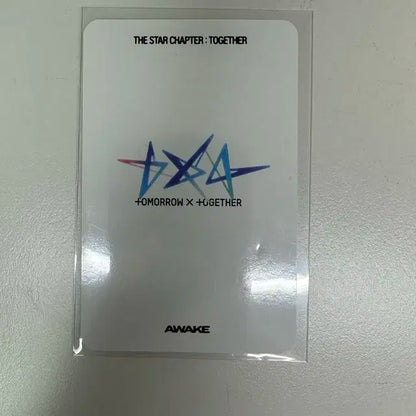 THE STAR CHAPTER : TOGETHER
TOMORROW X TOGETHER
AWAKE